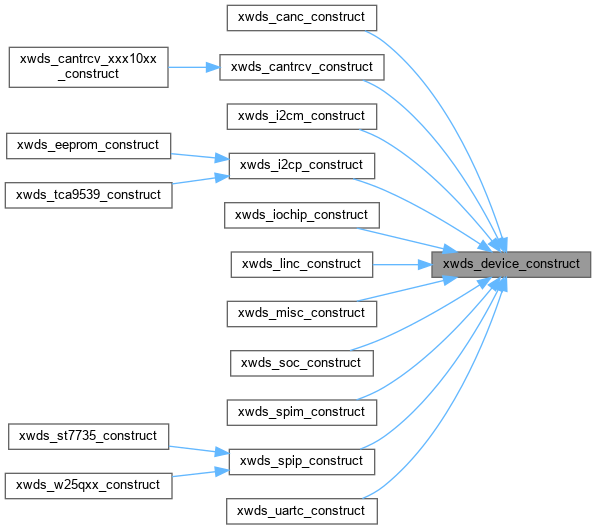 xwds_canc_construct
xwds_cantrcv_xxx10xx
_construct
xwds_cantrcv_construct
xwds_i2cm_construct
xwds_eeprom_construct
xwds_i2cp_construct
xwds_tca9539_construct
xwds_iochip_construct
xwds_linc_construct
xwds_device_construct
xwds_misc_construct
xwds_soc_construct
xwds_spim_construct
xwds_st7735_construct
xwds_spip_construct
xwds_w25qxx_construct
xwds_uartc_construct